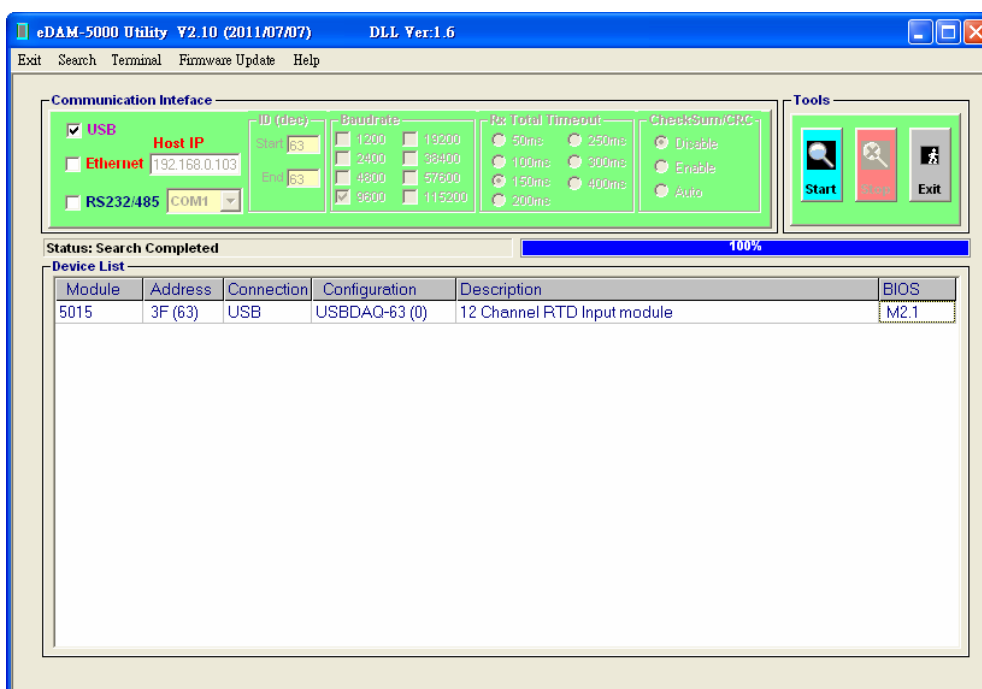 eDAM-5000 Utility V2.10 (2011/07/07) DLL Ver:1.6
Exit Search Terminal Firmware Update Help
Communication Inteface
USB
Host IP
Ethernet 192.168.0.103
RS232/485 COM1
ID (dec)
Start 63
End 63
Baudrate
1200 19200
2400 38400
4800 57600
9600 115200
Rx Total Timeout
50ms 250ms
100ms 300ms
150ms 400ms
200ms
CheckSum/CRC
Disable
Enable
Auto
Tools
Start Stop Exit
Status: Search Completed 100%
Device List
Module Address Connection Configuration Description BIOS
5015 3F (63) USB USBDAQ-63 (0) 12 Channel RTD Input module M2.1